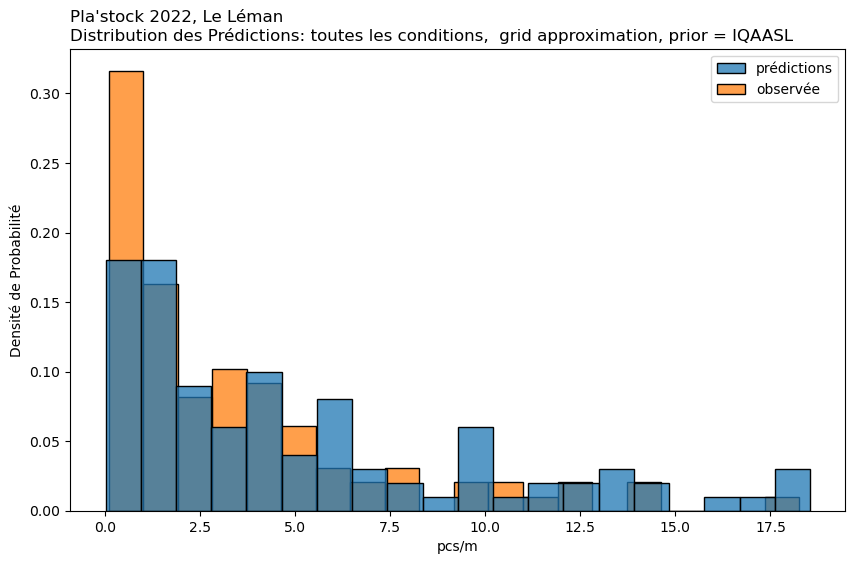 Pla'stock 2022, Le Léman
Distribution des Prédictions: toutes les conditions,  grid approximation, prior = IQAASL
prédictions
observée
Densité de Probabilité
0.30
0.25
0.20
0.15
0.10
0.05
0.00
0.0 2.5 5.0 7.5 10.0 12.5 15.0 17.5
pcs/m